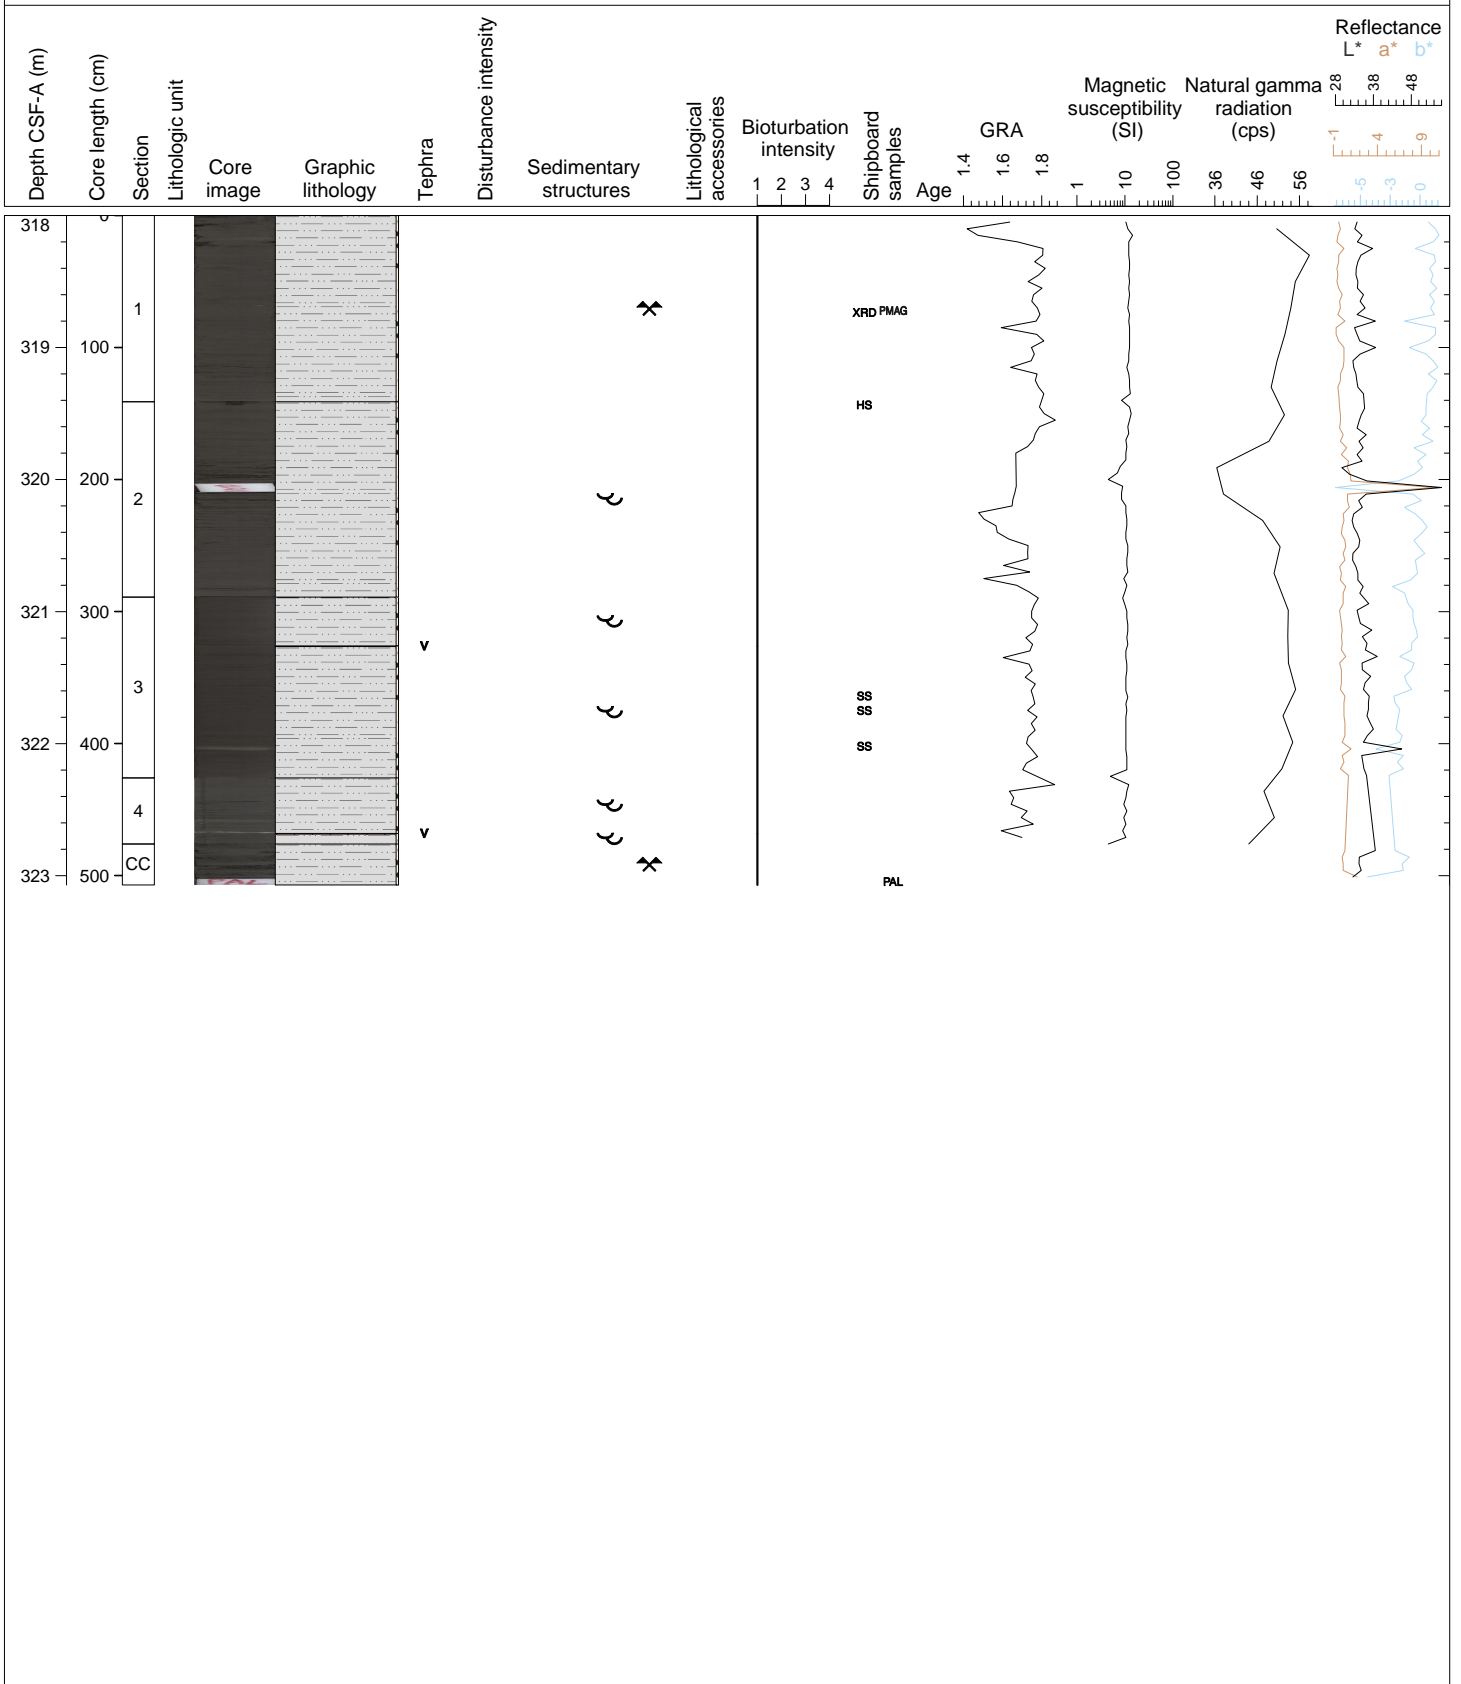 Depth CSF-A (m)
Core length (cm)
Section
Lithologic unit
Core
image
Graphic
lithology
Tephra
Disturbance intensity
Sedimentary
structures
Lithological
accessories
Bioturbation
intensity
1 2 3 4
Shipboard
samples
Age
GRA
1.4 1.6 1.8
Magnetic
susceptibility
(SI)
1 10 100
Natural gamma
radiation
(cps)
36 46 56
Reflectance
L* a* b*
28 38 48
-1 4 9
-5 -3 0
318
0
1
XRD PMAG
319 100
HS
320 200
2
321 300
V
3
SS
SS
322 400
SS
4
V
CC
323 500
PAL
PAL